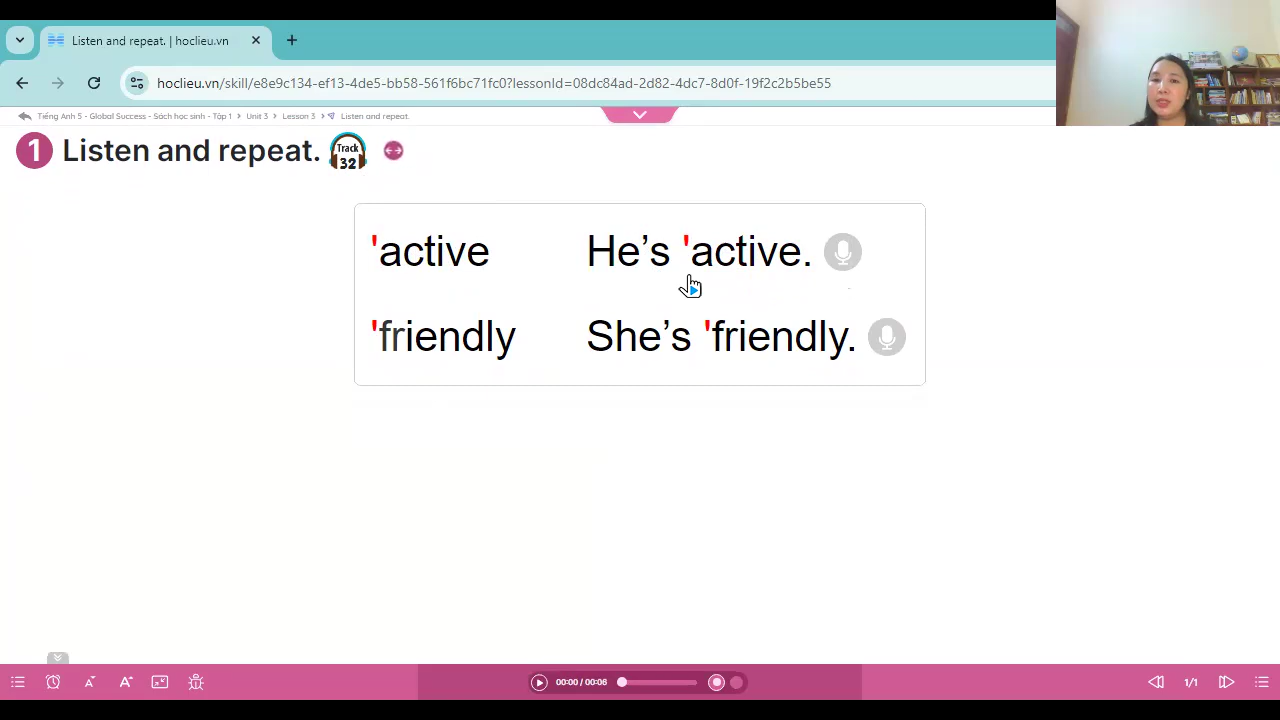 Listen and repeat. | hoclieu.vn
hoclieu.vn/skill/e8e9c134-ef13-4de5-bb58-561f6bc71fc0?lessonId=08dc84ad-2d82-4dc7-8d0f-19f2c2b5be55
Tiếng Anh 5 - Global Success - Sách học sinh - Tập 1 > Unit 3 > Lesson 3 > Listen and repeat.
1 Listen and repeat. Track 32
'active He's 'active.
'friendly She's 'friendly.
00:00 / 00:06
1/1